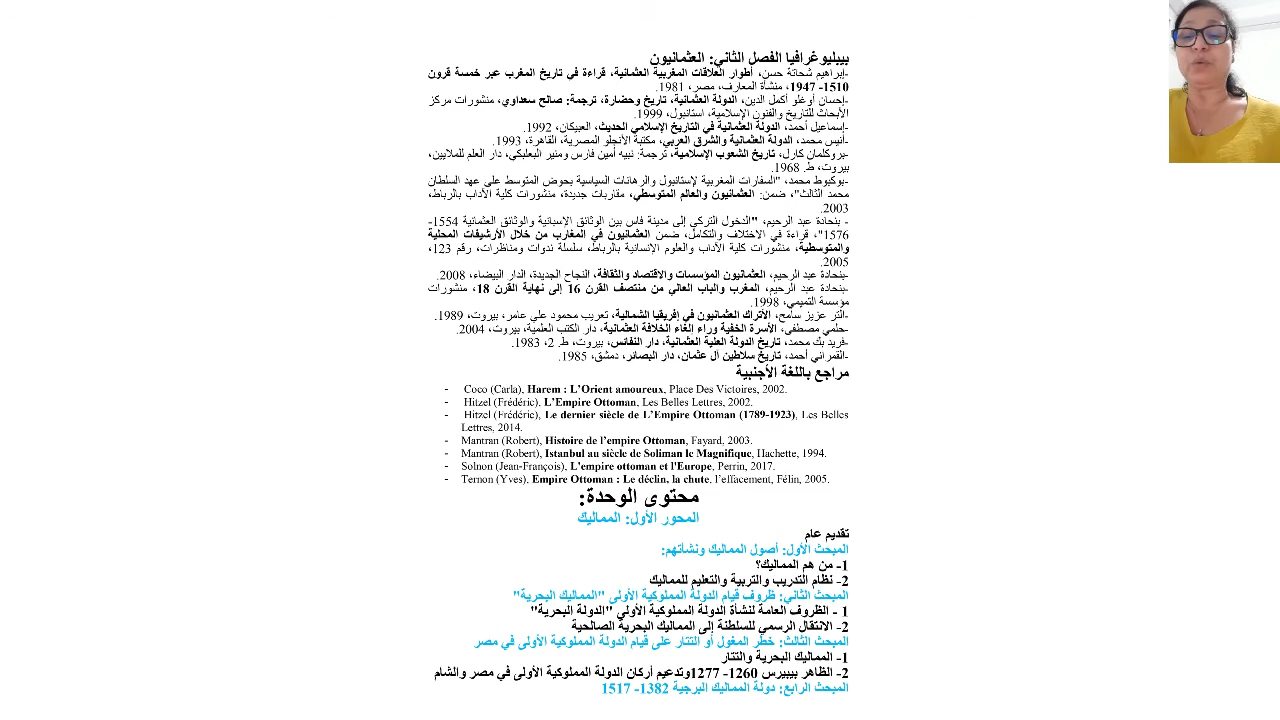 بيبليوغرافيا الفصل الثاني: العثمانيون
-إبراهيم شحاتة حسن، أطوار العلاقات المغربية العثمانية، قراءة في تاريخ المغرب عبر خمسة قرون
1510- 1947، منشأة المعارف، مصر، 1981.
-إحسان أوغلو أكمل الدين، الدولة العثمانية، تاريخ وحضارة، ترجمة: صالح سعداوي، منشورات مركز
الأبحاث للتاريخ والفنون الإسلامية، استانبول، 1999.
-إسماعيل أحمد، الدولة العثمانية في التاريخ الإسلامي الحديث، العبيكان، 1992.
-أنيس محمد، الدولة العثمانية والشرق العربي، مكتبة الأنجلو المصرية، القاهرة، 1993.
-بروكلمان كارل، تاريخ الشعوب الإسلامية، ترجمة: نبيه أمين فارس ومنير البعلبكي، دار العلم للملايين،
بيروت، ط. 1968.
-بوكبوط محمد، "السفارات المغربية لإستانبول والرهانات السياسية بحوض المتوسط على عهد السلطان
محمد الثالث"، ضمن: العثمانيون والعالم المتوسطي، مقاربات جديدة، منشورات كلية الآداب بالرباط،
2003.
- بنحادة عبد الرحيم، "الدخول التركي إلى مدينة فاس بين الوثائق الإسبانية والوثائق العثمانية 1554-
1576"، قراءة في الاختلاف والتكامل، ضمن العثمانيون في المغارب من خلال الأرشيفات المحلية
والمتوسطية، منشورات كلية الآداب والعلوم الإنسانية بالرباط، سلسلة ندوات ومناظرات، رقم 123،
2005.
-بنحادة عبد الرحيم، العثمانيون المؤسسات والاقتصاد والثقافة، النجاح الجديدة، الدار البيضاء، 2008.
-بنحادة عبد الرحيم، المغرب والباب العالي من منتصف القرن 16 إلى نهاية القرن 18، منشورات
مؤسسة التميمي، 1998.
-التر عزيز سامح، الأتراك العثمانيون في إفريقيا الشمالية، تعريب محمود علي عامر، بيروت، 1989.
-حلمي مصطفى، الأسرة الخفية وراء إلغاء الخلافة العثمانية، دار الكتب العلمية، بيروت، 2004.
-فريد بك محمد، تاريخ الدولة العلية العثمانية، دار النفائس، بيروت، ط. 2، 1983.
-القمراني أحمد، تاريخ سلاطين آل عثمان، دار البصائر، دمشق، 1985.
مراجع باللغة الأجنبية
- Coco (Carla), Harem : L’Orient amoureux, Place Des Victoires, 2002.
- Hitzel (Frédéric), L’Empire Ottoman, Les Belles Lettres, 2002.
- Hitzel (Frédéric), Le dernier siècle de L’Empire Ottoman (1789-1923), Les Belles
Lettres, 2014.
- Mantran (Robert), Histoire de l’empire Ottoman, Fayard, 2003.
- Mantran (Robert), Istanbul au siècle de Soliman le Magnifique, Hachette, 1994.
- Solnon (Jean-François), L'empire ottoman et l'Europe, Perrin, 2017.
- Ternon (Yves), Empire Ottoman : Le déclin, la chute, l’effacement, Félin, 2005.
محتوى الوحدة:
المحور الأول: المماليك
تقديم عام
المبحث الأول: أصول المماليك ونشأتهم:
1- من هم المماليك؟
2- نظام التدريب والتربية والتعليم للمماليك
المبحث الثاني: ظروف قيام الدولة المملوكية الأولى "المماليك البحرية"
1 - الظروف العامة لنشأة الدولة المملوكية الأولى "الدولة البحرية"
2- الانتقال الرسمي للسلطنة إلى المماليك البحرية الصالحية
المبحث الثالث: خطر المغول أو التتار على قيام الدولة المملوكية الأولى في مصر
1- المماليك البحرية والتتار
2- الظاهر بيبيرس 1260- 1277وتدعيم أركان الدولة المملوكية الأولى في مصر والشام
المبحث الرابع: دولة المماليك البرجية 1382- 1517